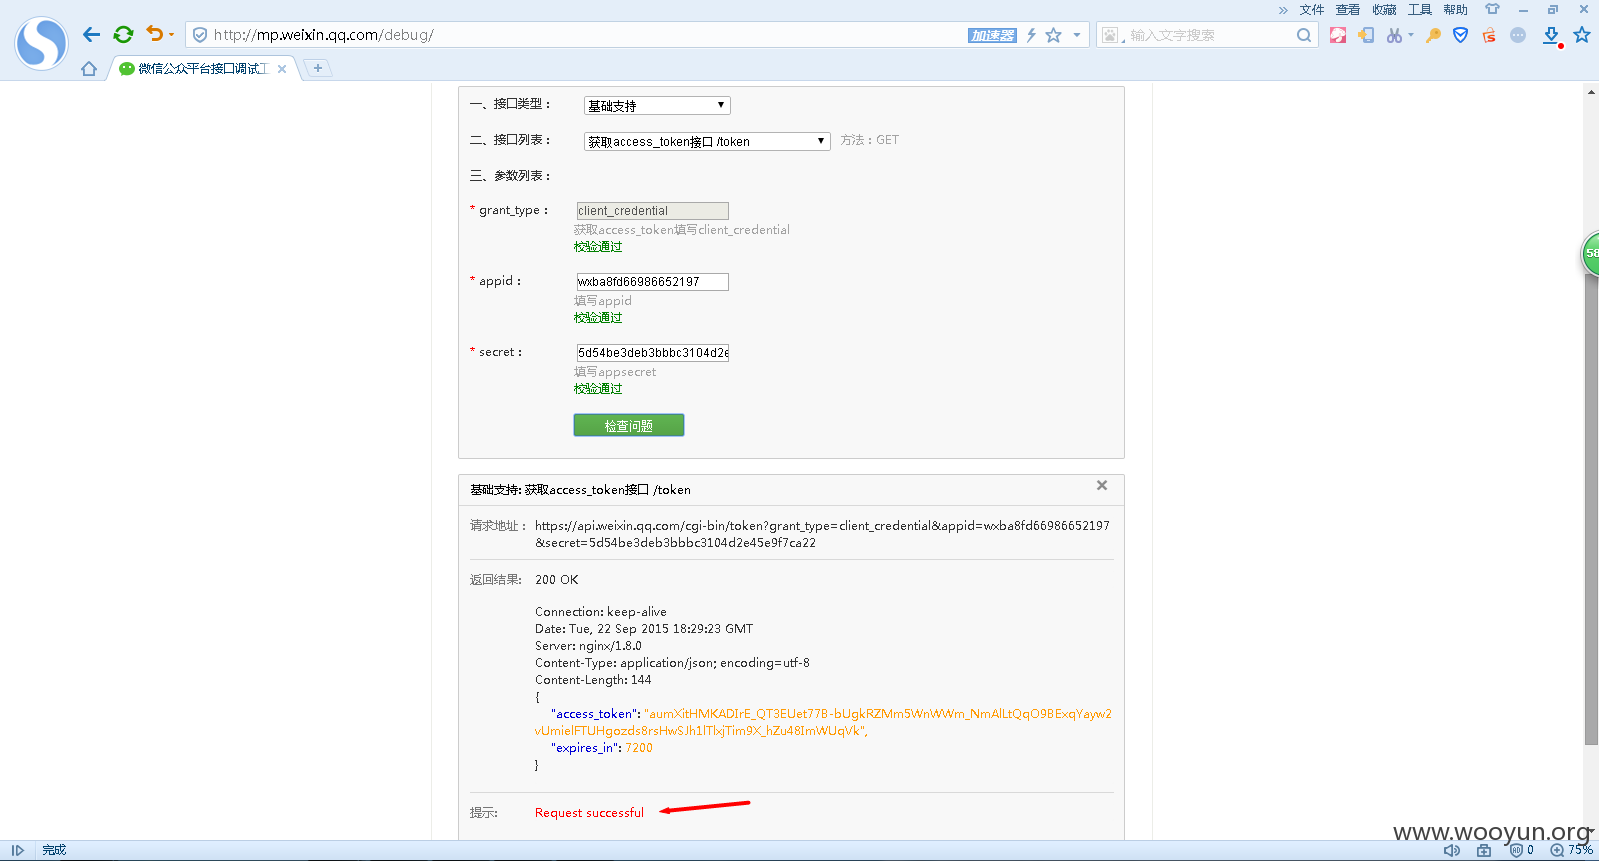 » 文件 查看 收藏 工具 帮助
http://mp.weixin.qq.com/debug/ 加速器 输入文字搜索
微信公众平台接口调试工
一、接口类型： 基础支持
二、接口列表： 获取access_token接口 /token 方法：GET
三、参数列表：
* grant_type： client_credential
获取access_token填写client_credential
校验通过
* appid： wxba8fd66986652197
填写appid
校验通过
* secret： 5d54be3deb3bbbc3104d2e
填写appsecret
校验通过
检查问题
58
基础支持: 获取access_token接口 /token
请求地址： https://api.weixin.qq.com/cgi-bin/token?grant_type=client_credential&appid=wxba8fd66986652197
&secret=5d54be3deb3bbbc3104d2e45e9f7ca22
返回结果: 200 OK
Connection: keep-alive
Date: Tue, 22 Sep 2015 18:29:23 GMT
Server: nginx/1.8.0
Content-Type: application/json; encoding=utf-8
Content-Length: 144
{
"access_token": "aumXitHMKADIrE_QT3EUet77B-bUgkRZMm5WnWWm_NmAlLtQqO9BExqYayw2
vUmielFTUHgozds8rsHwSJh1lTlxjTim9X_hZu48ImWUqVk",
"expires_in": 7200
}
提示: Request successful
www.wooyun.org
完成 0 75%